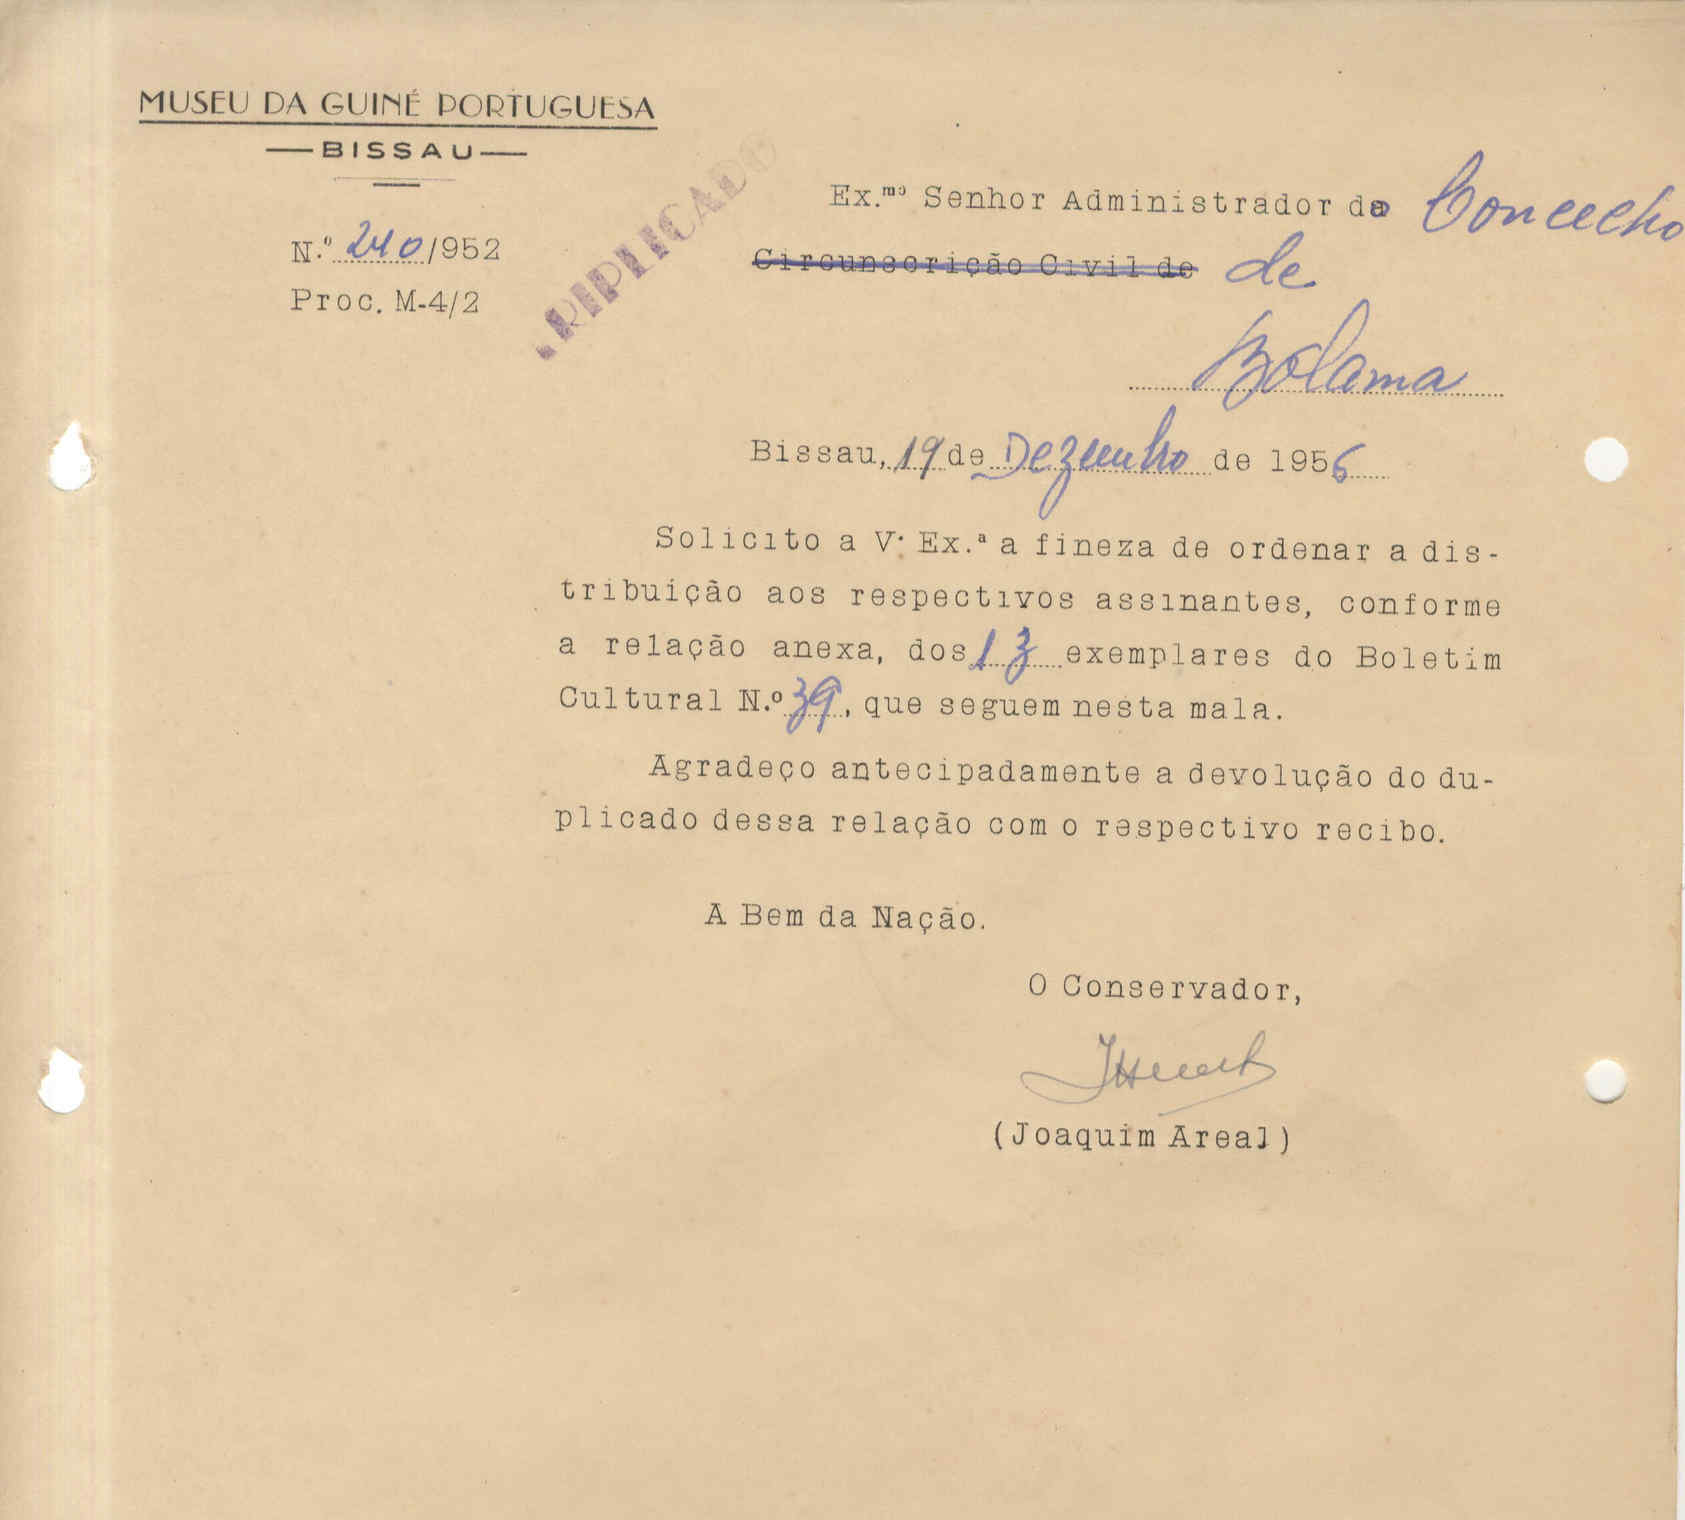 MUSEU DA GUINÉ PORTUGUESA
BISSAU
N.º 210/952
Proc. M-4/2
TRIPLICADO
Ex.mo Senhor Administrador do Concelho
Circunscrição Civil de de
Bolama
Bissau, 19 de Dezembro de 1956
Solicito a V. Ex.ª a fineza de ordenar a dis-
tribuição aos respectivos assinantes, conforme
a relação anexa, dos 13 exemplares do Boletim
Cultural N.º 39, que seguem nesta mala.
Agradeço antecipadamente a devolução do du-
plicado dessa relação com o respectivo recibo.
A Bem da Nação.
O Conservador,
(Joaquim Areal)